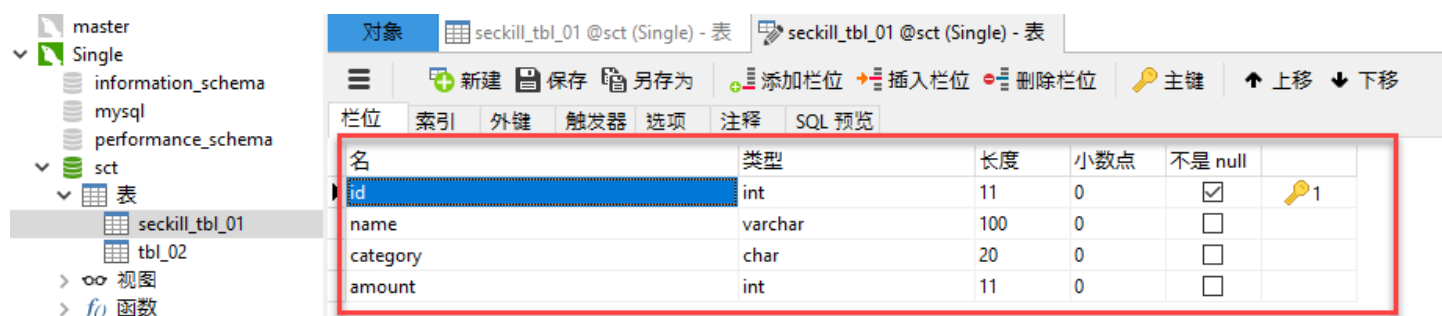 master
Single
information_schema
mysql
performance_schema
sct
表
seckill_tbl_01
tbl_02
视图
f() 函数
对象 seckill_tbl_01 @sct (Single) - 表 seckill_tbl_01 @sct (Single) - 表
新建 保存 另存为 添加栏位 插入栏位 删除栏位 主键 上移 下移
栏位 索引 外键 触发器 选项 注释 SQL 预览
名 类型 长度 小数点 不是 null
id int 11 0 1
name varchar 100 0
category char 20 0
amount int 11 0